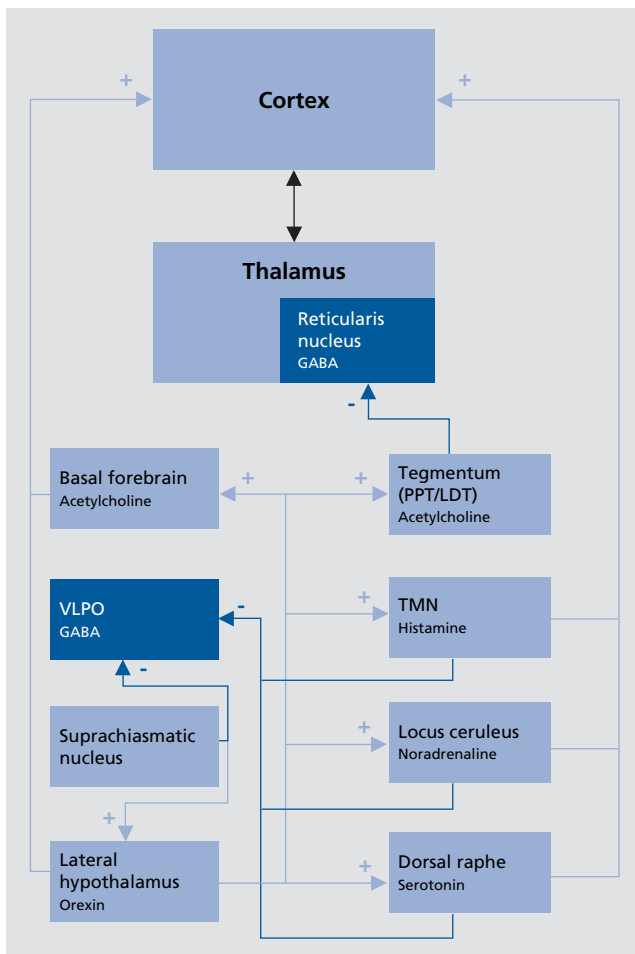 +
+
Cortex
Thalamus
Reticularis
nucleus
GABA
-
Basal forebrain
Acetylcholine
+
+
Tegmentum
(PPT/LDT)
Acetylcholine
VLPO
GABA
-
-
+
TMN
Histamine
Suprachiasmatic
nucleus
+
Locus ceruleus
Noradrenaline
+
Lateral
hypothalamus
Orexin
+
Dorsal raphe
Serotonin